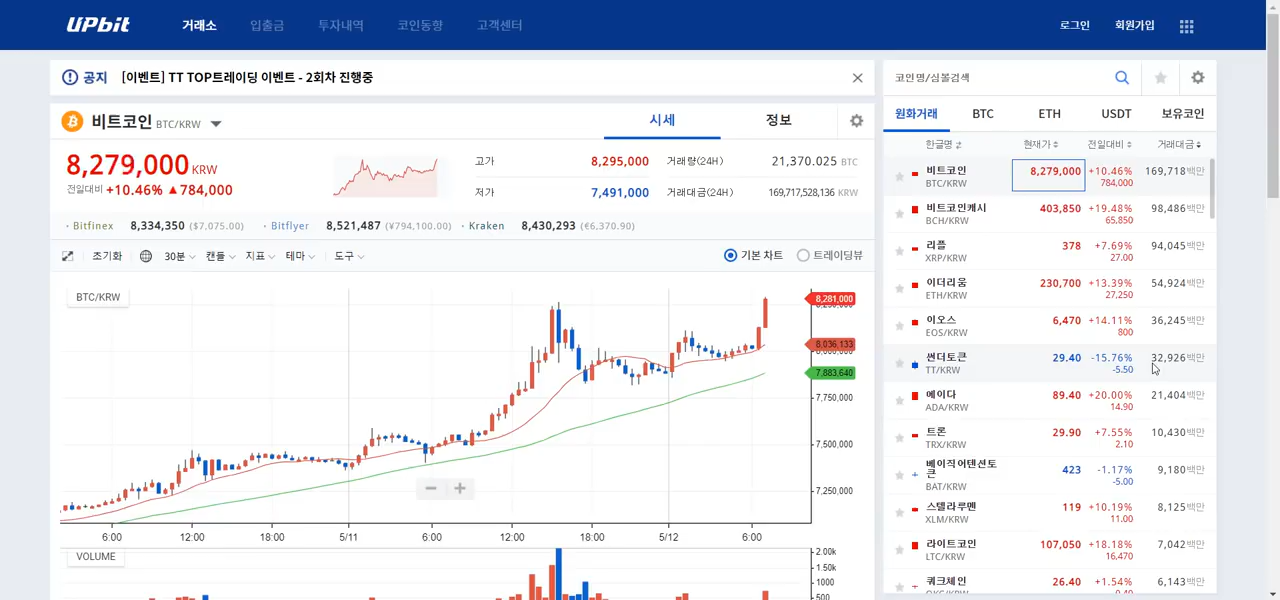 UPbit 거래소 입출금 투자내역 코인동향 고객센터 로그인 회원가입
공지 [이벤트] TT TOP트레이딩 이벤트 - 2회차 진행중
코인명/심볼검색
비트코인 BTC/KRW 시세 정보
8,279,000 KRW
전일대비 +10.46% ▲784,000
고가 8,295,000 거래량(24H) 21,370.025 BTC
저가 7,491,000 거래대금(24H) 169,717,528,136 KRW
· Bitfinex 8,334,350 ($7,075.00) · Bitflyer 8,521,487 (¥794,100.00) · Kraken 8,430,293 (€6,370.90)
초기화 30분 캔들 지표 테마 도구 기본 차트 트레이딩뷰
BTC/KRW
8,281,000
8,036,133
7,883,640
7,750,000
7,500,000
7,250,000
6:00 12:00 18:00 5/11 6:00 12:00 18:00 5/12 6:00
VOLUME
2.00k
1.50k
1000
500
원화거래 BTC ETH USDT 보유코인
한글명 현재가 전일대비 거래대금
비트코인 8,279,000 +10.46% 169,718백만
BTC/KRW 784,000
비트코인캐시 403,850 +19.48% 98,486백만
BCH/KRW 65,850
리플 378 +7.69% 94,045백만
XRP/KRW 27.00
이더리움 230,700 +13.39% 54,924백만
ETH/KRW 27,250
이오스 6,470 +14.11% 36,245백만
EOS/KRW 800
썬더토큰 29.40 -15.76% 32,926백만
TT/KRW -5.50
에이다 89.40 +20.00% 21,404백만
ADA/KRW 14.90
트론 29.90 +7.55% 10,430백만
TRX/KRW 2.10
베이직어텐션토
큰 423 -1.17% 9,180백만
BAT/KRW -5.00
스텔라루멘 119 +10.19% 8,125백만
XLM/KRW 11.00
라이트코인 107,050 +18.18% 7,042백만
LTC/KRW 16,470
쿼크체인 26.40 +1.54% 6,143백만